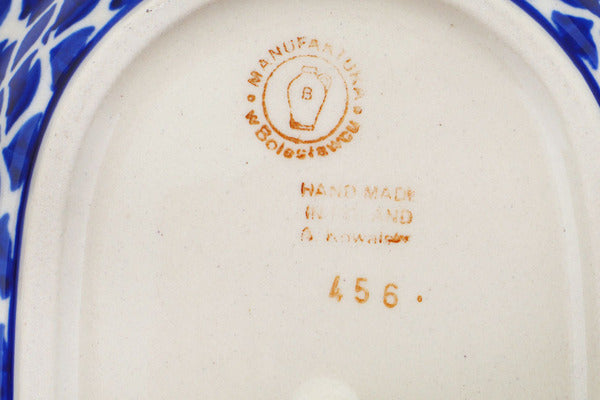 MANUFAKTURA
B
w Bolesławcu
HAND MADE
IN POLAND
456.